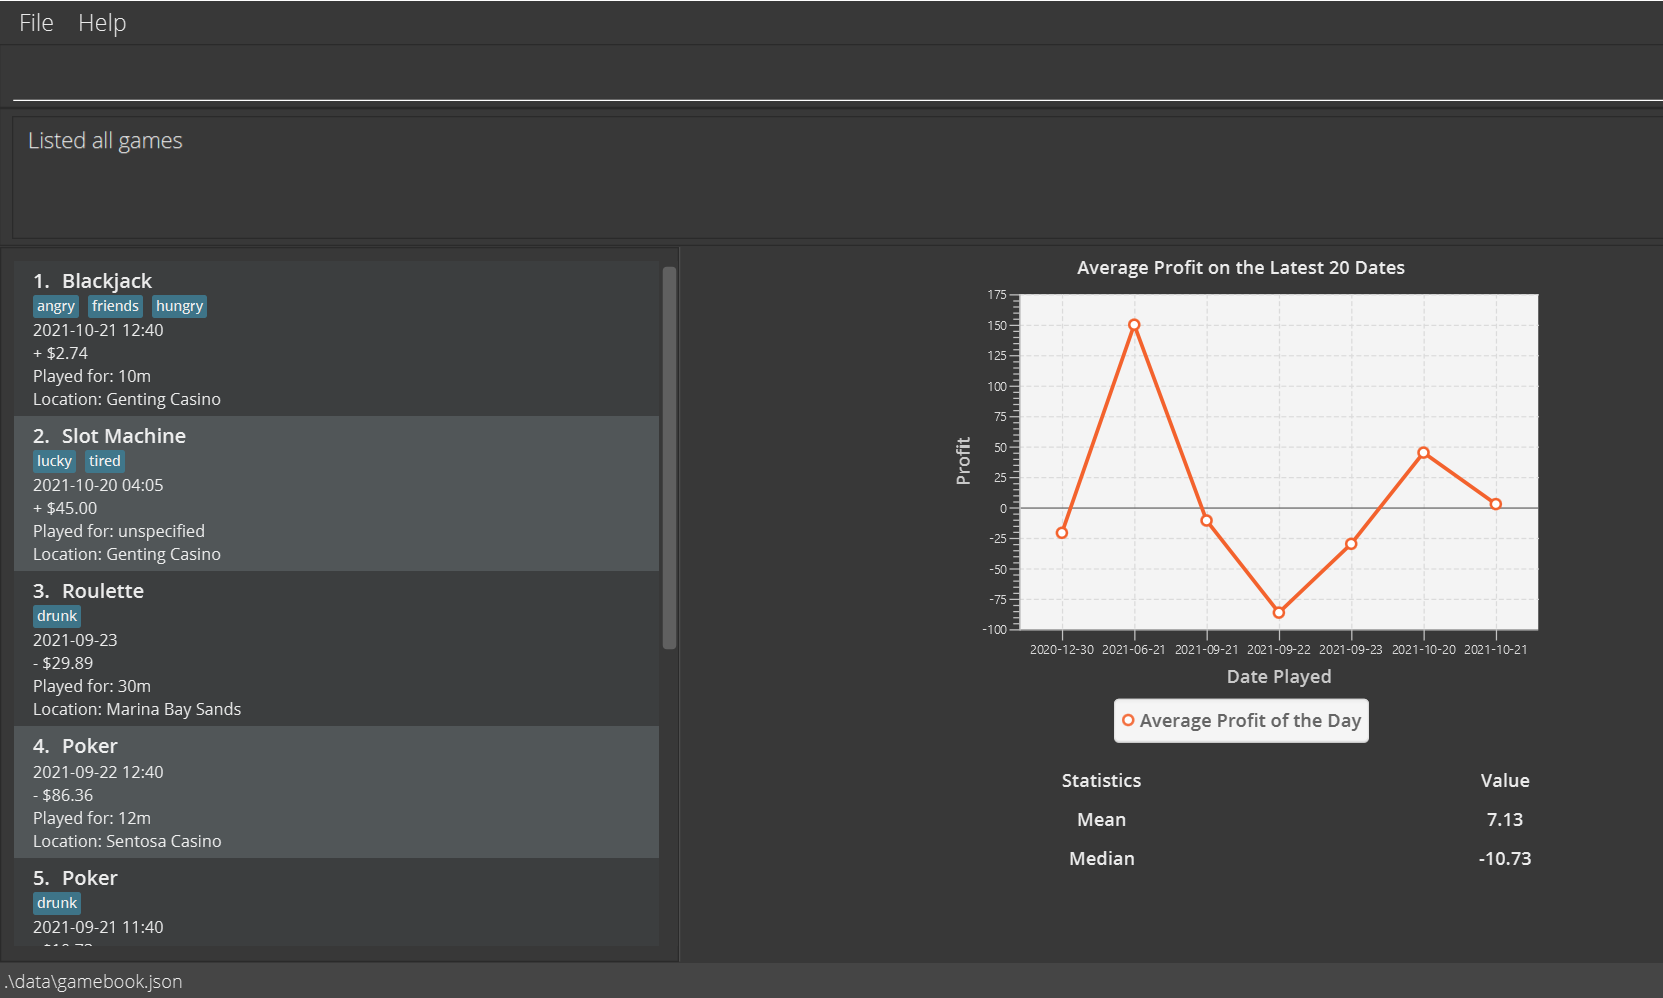 File Help
Listed all games
1. Blackjack
angry friends hungry
2021-10-21 12:40
+ $2.74
Played for: 10m
Location: Genting Casino
2. Slot Machine
lucky tired
2021-10-20 04:05
+ $45.00
Played for: unspecified
Location: Genting Casino
3. Roulette
drunk
2021-09-23
- $29.89
Played for: 30m
Location: Marina Bay Sands
4. Poker
2021-09-22 12:40
- $86.36
Played for: 12m
Location: Sentosa Casino
5. Poker
drunk
2021-09-21 11:40
Average Profit on the Latest 20 Dates
175
150
125
100
75
50
25
0
-25
-50
-75
-100
Profit
2020-12-30 2021-06-21 2021-09-21 2021-09-22 2021-09-23 2021-10-20 2021-10-21
Date Played
Average Profit of the Day
Statistics Value
Mean 7.13
Median -10.73
.\data\gamebook.json